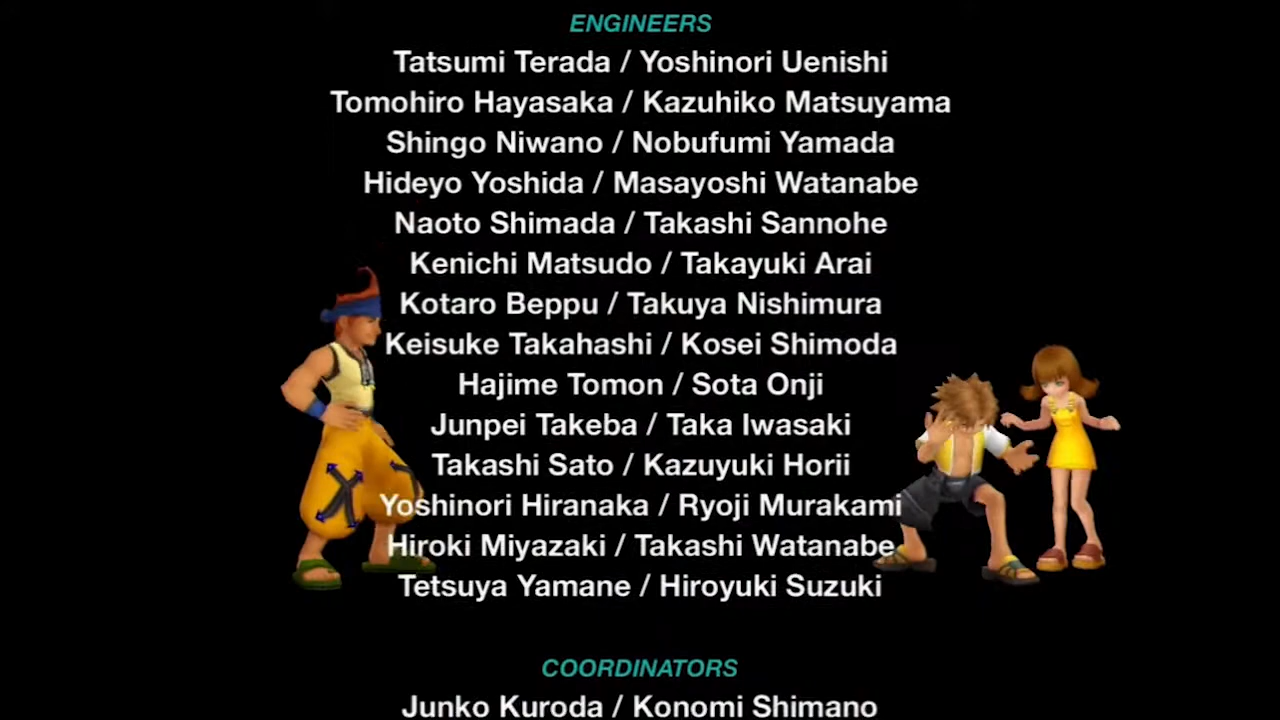 ENGINEERS
Tatsumi Terada / Yoshinori Uenishi
Tomohiro Hayasaka / Kazuhiko Matsuyama
Shingo Niwano / Nobufumi Yamada
Hideyo Yoshida / Masayoshi Watanabe
Naoto Shimada / Takashi Sannohe
Kenichi Matsudo / Takayuki Arai
Kotaro Beppu / Takuya Nishimura
Keisuke Takahashi / Kosei Shimoda
Hajime Tomon / Sota Onji
Junpei Takeba / Taka Iwasaki
Takashi Sato / Kazuyuki Horii
Yoshinori Hiranaka / Ryoji Murakami
Hiroki Miyazaki / Takashi Watanabe
Tetsuya Yamane / Hiroyuki Suzuki
COORDINATORS
Junko Kuroda / Konomi Shimano